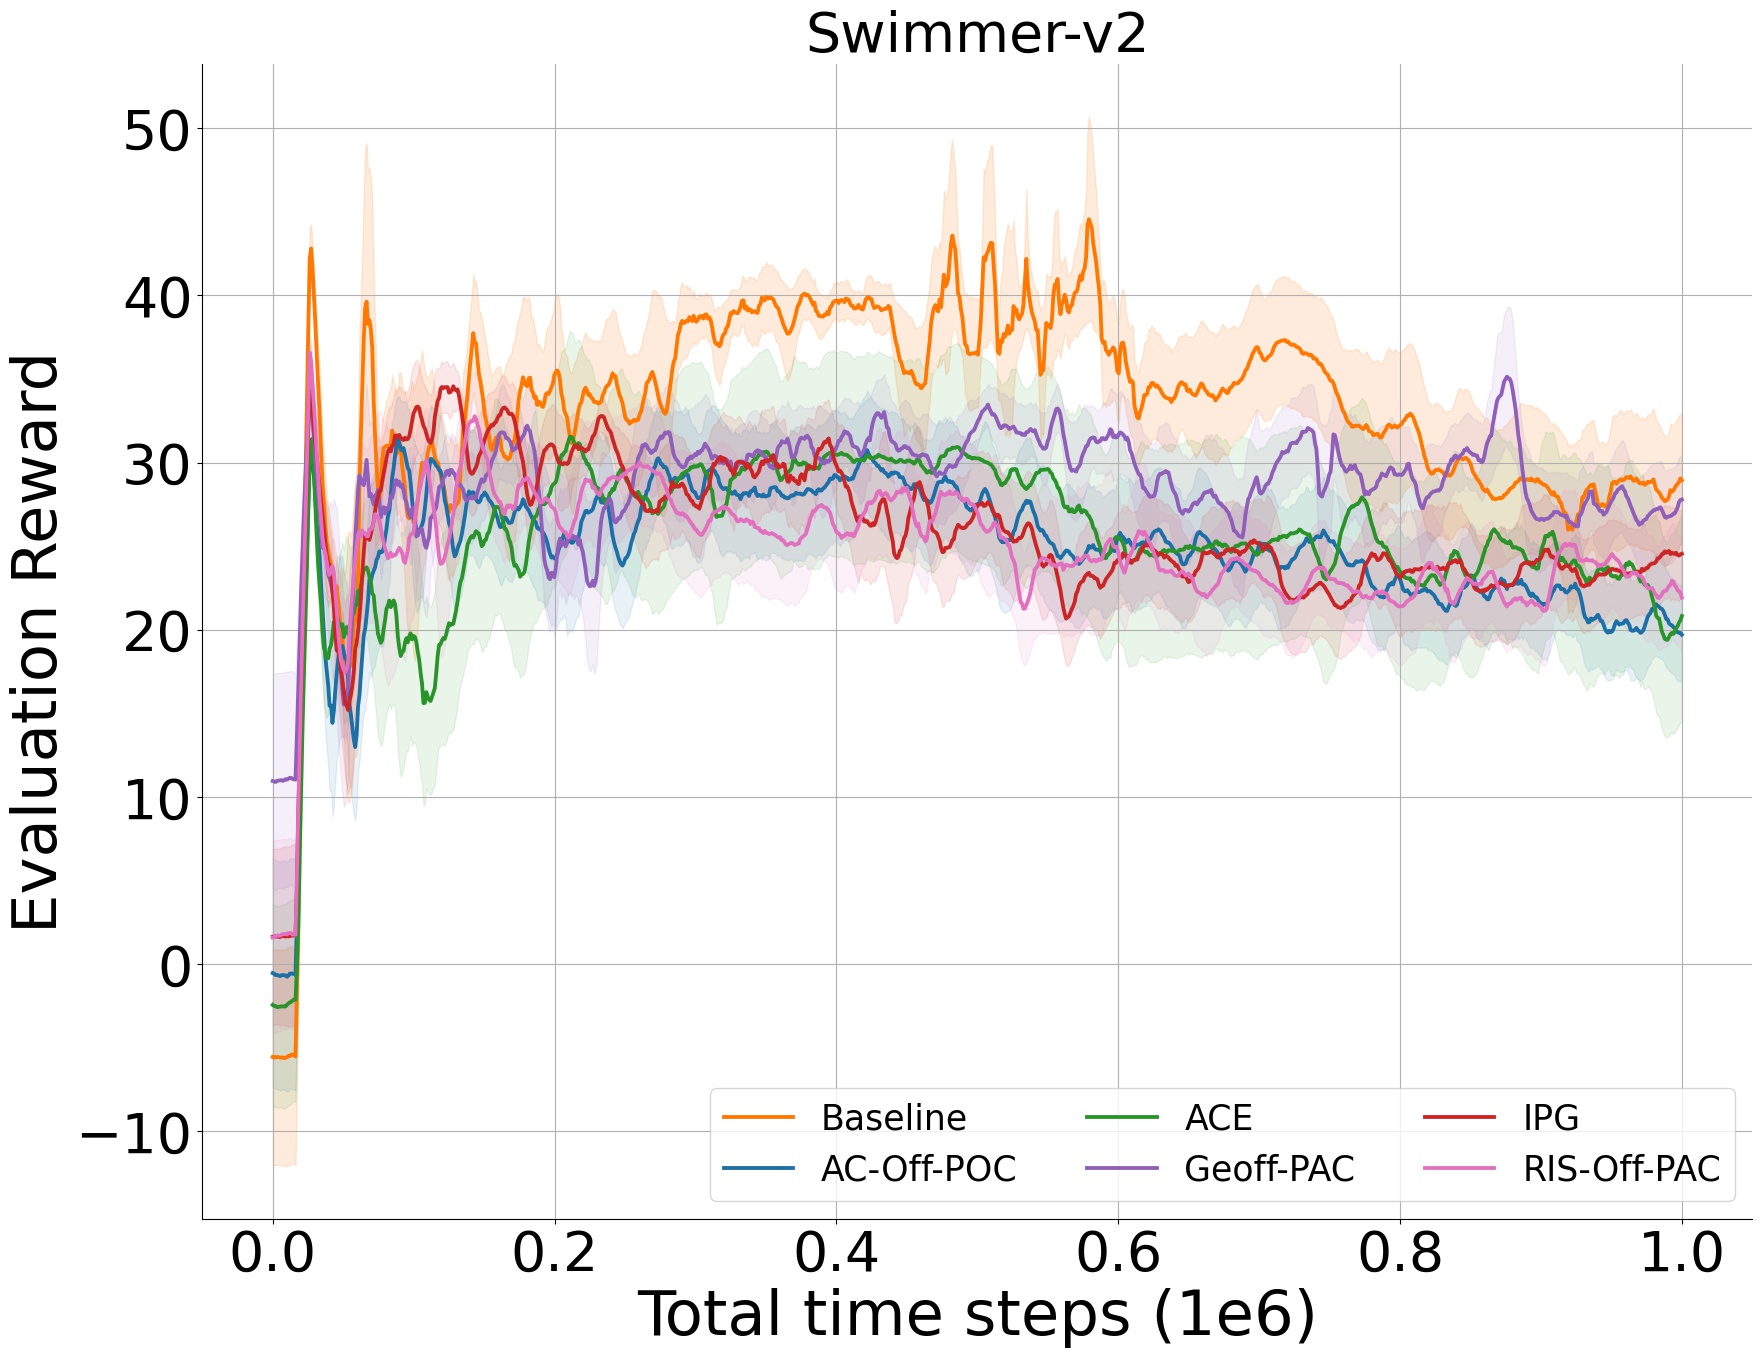 Swimmer-v2
Evaluation Reward
50
40
30
20
10
0
−10
Baseline
AC-Off-POC
ACE
Geoff-PAC
IPG
RIS-Off-PAC
0.0 0.2 0.4 0.6 0.8 1.0
Total time steps (1e6)